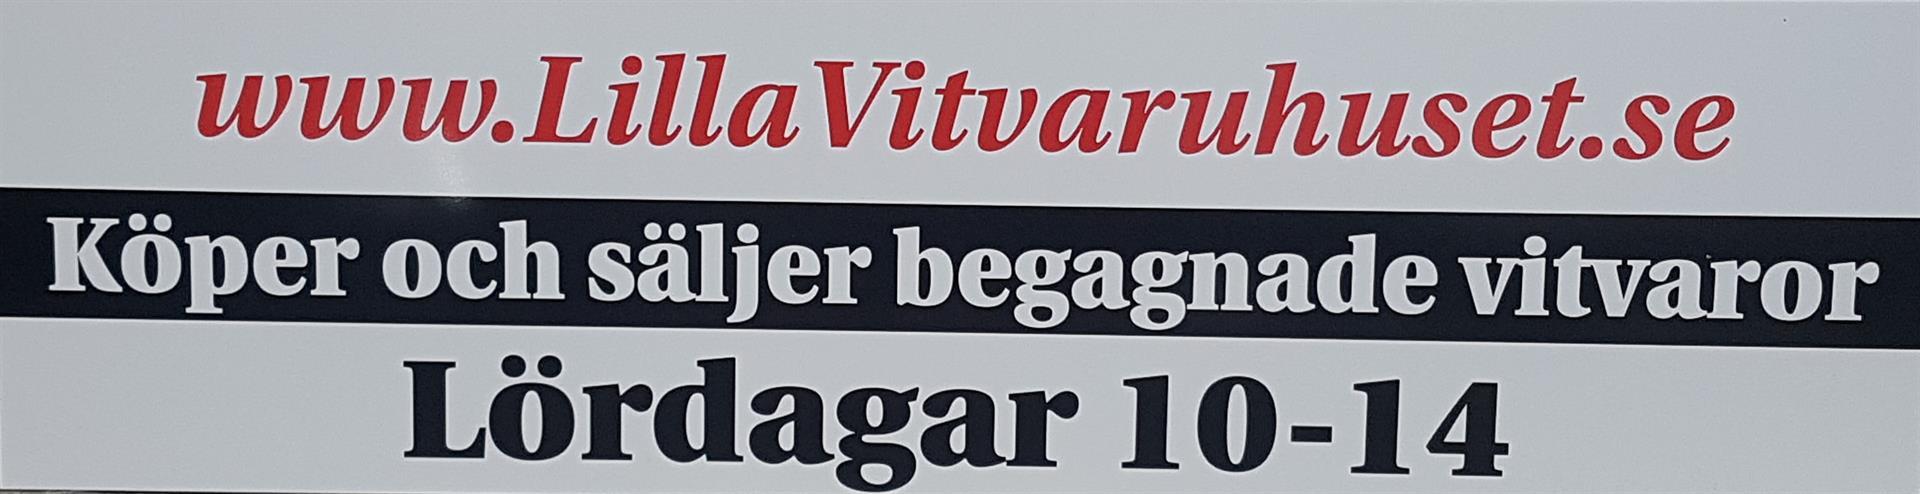 www.LillaVitvaruhuset.se
Köper och säljer begagnade vitvaror
Lördagar 10-14